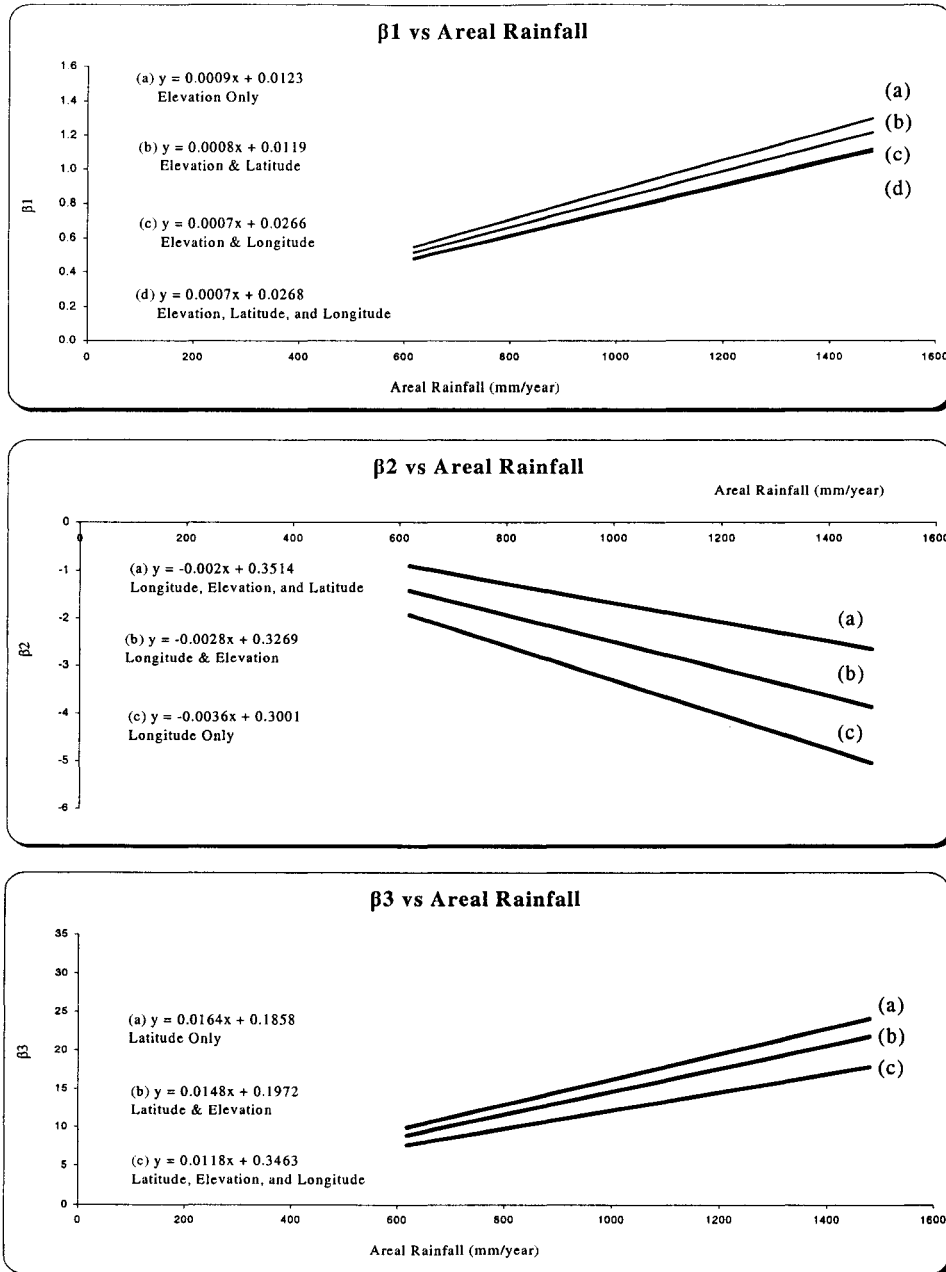 β1 vs Areal Rainfall
1.6
1.4
1.2
1.0
0.8
0.6
0.4
0.2
0.0
β1
(a) y = 0.0009x + 0.0123
Elevation Only
(b) y = 0.0008x + 0.0119
Elevation & Latitude
(c) y = 0.0007x + 0.0266
Elevation & Longitude
(d) y = 0.0007x + 0.0268
Elevation, Latitude, and Longitude
(a)
(b)
(c)
(d)
0 200 400 600 800 1000 1200 1400 1600
Areal Rainfall (mm/year)
β2 vs Areal Rainfall
Areal Rainfall (mm/year)
0
-1
-2
-3
-4
-5
-6
β2
0 200 400 600 800 1000 1200 1400 1600
(a) y = -0.002x + 0.3514
Longitude, Elevation, and Latitude
(b) y = -0.0028x + 0.3269
Longitude & Elevation
(c) y = -0.0036x + 0.3001
Longitude Only
(a)
(b)
(c)
β3 vs Areal Rainfall
35
30
25
20
15
10
5
0
β3
(a) y = 0.0164x + 0.1858
Latitude Only
(b) y = 0.0148x + 0.1972
Latitude & Elevation
(c) y = 0.0118x + 0.3463
Latitude, Elevation, and Longitude
(a)
(b)
(c)
0 200 400 600 800 1000 1200 1400 1600
Areal Rainfall (mm/year)